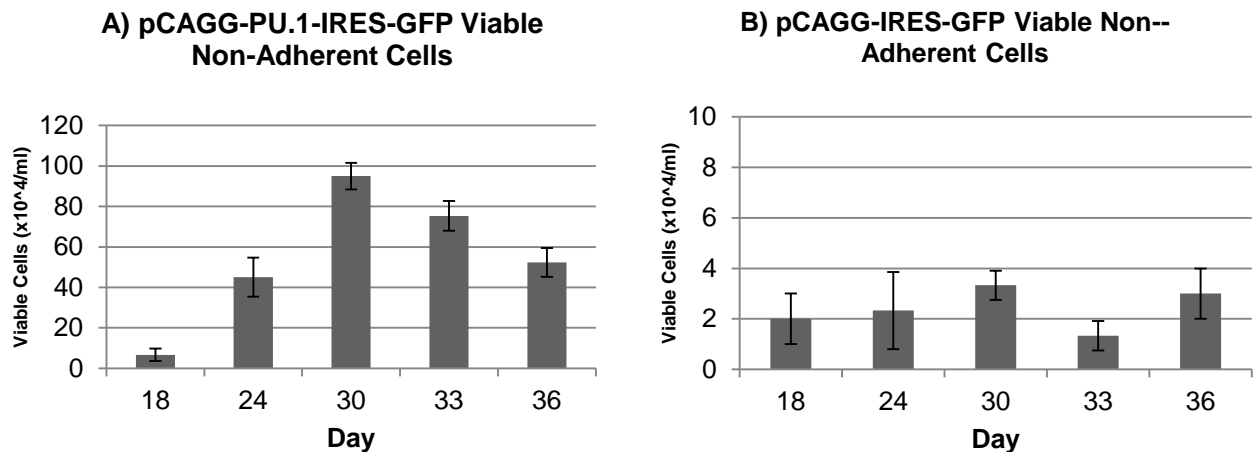 A) pCAGG-PU.1-IRES-GFP Viable
Non-Adherent Cells
Viable Cells (x10^4/ml)
120
100
80
60
40
20
0
18 24 30 33 36
Day
B) pCAGG-IRES-GFP Viable Non--
Adherent Cells
Viable Cells (x10^4/ml)
10
8
6
4
2
0
18 24 30 33 36
Day